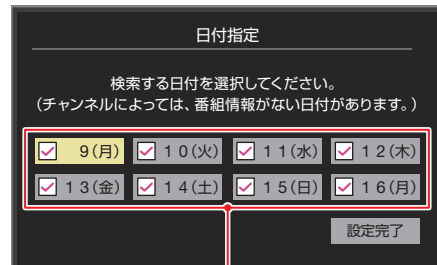 日付指定
検索する日付を選択してください。
（チャンネルによっては、番組情報がない日付があります。）
9(月) 10(火) 11(水) 12(木)
13(金) 14(土) 15(日) 16(月)
設定完了